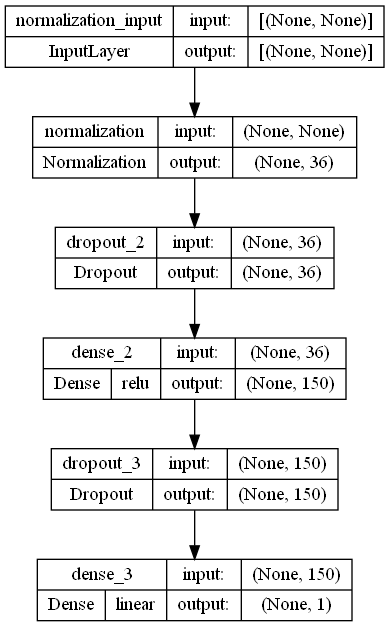 normalization_input input: [(None, None)]
InputLayer output: [(None, None)]
normalization input: (None, None)
Normalization output: (None, 36)
dropout_2 input: (None, 36)
Dropout output: (None, 36)
dense_2 input: (None, 36)
Dense relu output: (None, 150)
dropout_3 input: (None, 150)
Dropout output: (None, 150)
dense_3 input: (None, 150)
Dense linear output: (None, 1)